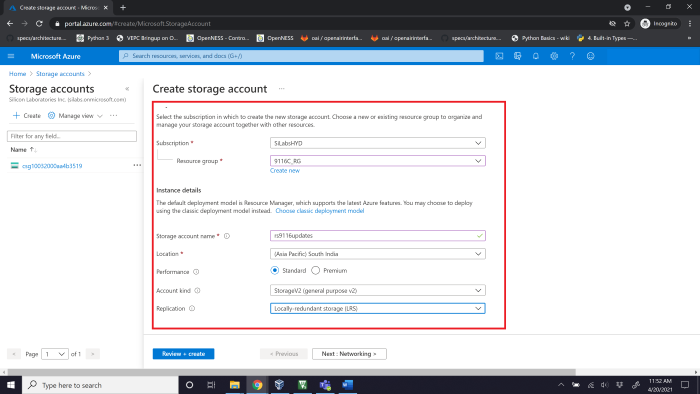 Create storage account - Micros
portal.azure.com/#create/Microsoft.StorageAccount
Incognito
specs/architecture...
Python 3
VEPC Bringup on O...
OpenNESS - Contro...
OpenNESS
oai / openairinterfa...
oai / openairinterfa...
specs/architecture...
Python Basics - wiki
4. Built-in Types —...
Microsoft Azure
Search resources, services, and docs (G+/)
Home > Storage accounts >
Storage accounts
Silicon Laboratories Inc. (silabs.onmicrosoft.com)
+ Create
Manage view
Filter for any field...
Name ↑↓
csg10032000aa4b3519
Page 1 of 1
Create storage account
Select the subscription in which to create the new storage account. Choose a new or existing resource group to organize and
manage your storage account together with other resources.
Subscription *
SiLabsHYD
Resource group *
9116C_RG
Create new
Instance details
The default deployment model is Resource Manager, which supports the latest Azure features. You may choose to deploy
using the classic deployment model instead. Choose classic deployment model
Storage account name *
rs9116updates
Location *
(Asia Pacific) South India
Performance
Standard
Premium
Account kind
StorageV2 (general purpose v2)
Replication
Locally-redundant storage (LRS)
Review + create
< Previous
Next : Networking >
Type here to search
11:52 AM
4/20/2021